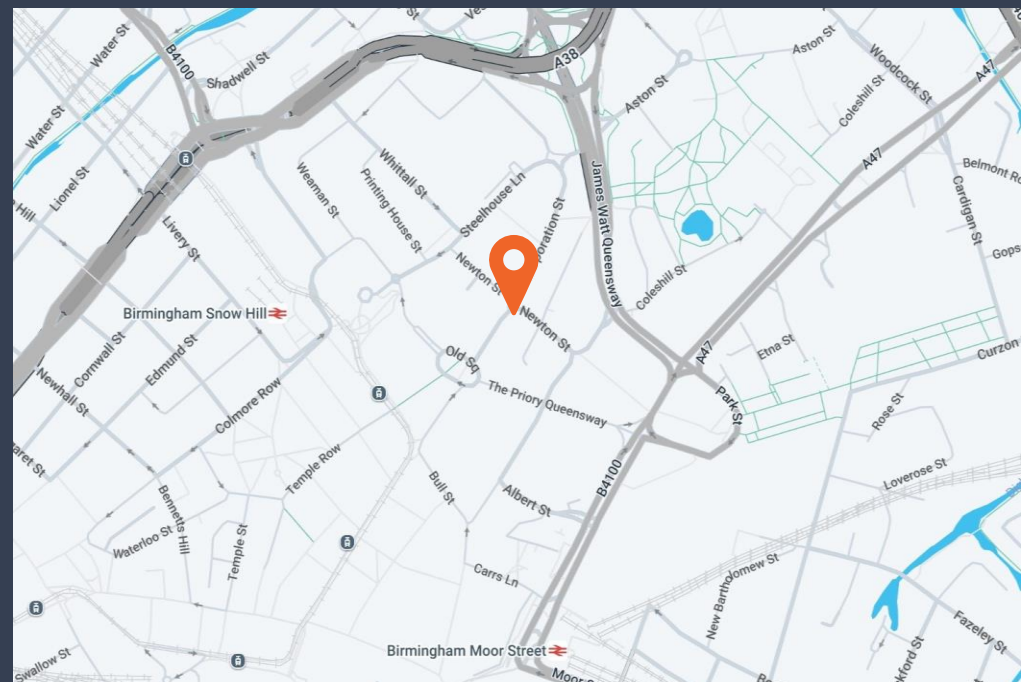 Water St
B4100
Shadwell St
A38
Aston St
Woodcock St
A47
Water St
Aston St
Coleshill St
Lionel St
Whittall St
Weaman St
Printing House St
Steelhouse Ln
A47
Belmont
Hill
Livery St
James Watt Queensway
Cardigan St
Newton St
Coleshill St
Birmingham Snow Hill
Newton St
Cornwall St
Edmund St
Old Sq
Etna St
A47
Curzon
Newhall St
Colmore Row
The Priory Queensway
Park St
Rose St
Temple Row
Bull St
B4100
Loverose St
Bennetts Hill
Albert St
Waterloo St
Temple St
Carrs Ln
New Bartholomew St
Fazeley St
Birmingham Moor Street
Swallow St